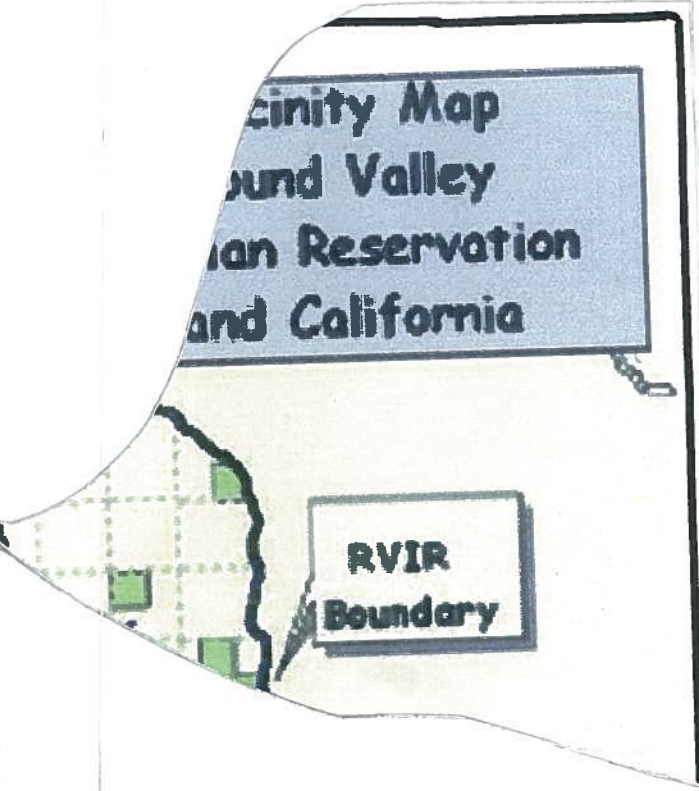 cinity Map
ound Valley
ian Reservation
and California
RVIR
Boundary